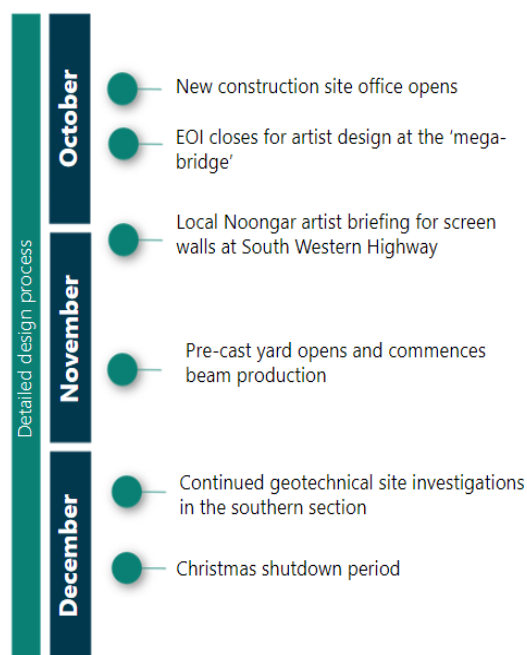 Detailed design process
October
New construction site office opens
EOI closes for artist design at the ‘mega-
bridge’
Local Noongar artist briefing for screen
walls at South Western Highway
November
Pre-cast yard opens and commences
beam production
December
Continued geotechnical site investigations
in the southern section
Christmas shutdown period